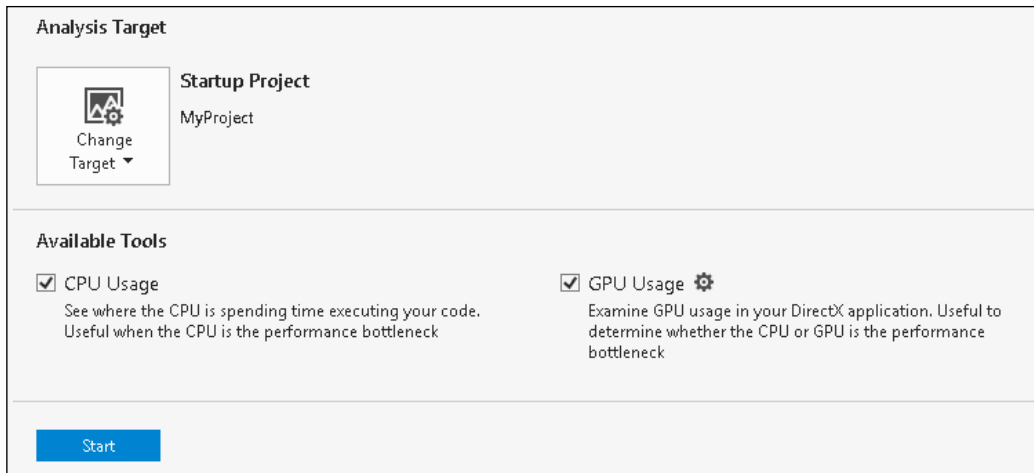 Analysis Target
Startup Project
MyProject
Change
Target
Available Tools
CPU Usage
See where the CPU is spending time executing your code.
Useful when the CPU is the performance bottleneck
GPU Usage
Examine GPU usage in your DirectX application. Useful to
determine whether the CPU or GPU is the performance
bottleneck
Start